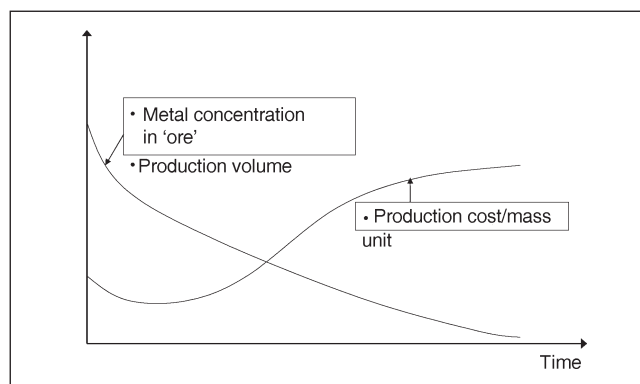 • Metal concentration
in ‘ore’
• Production volume
• Production cost/mass
unit
Time